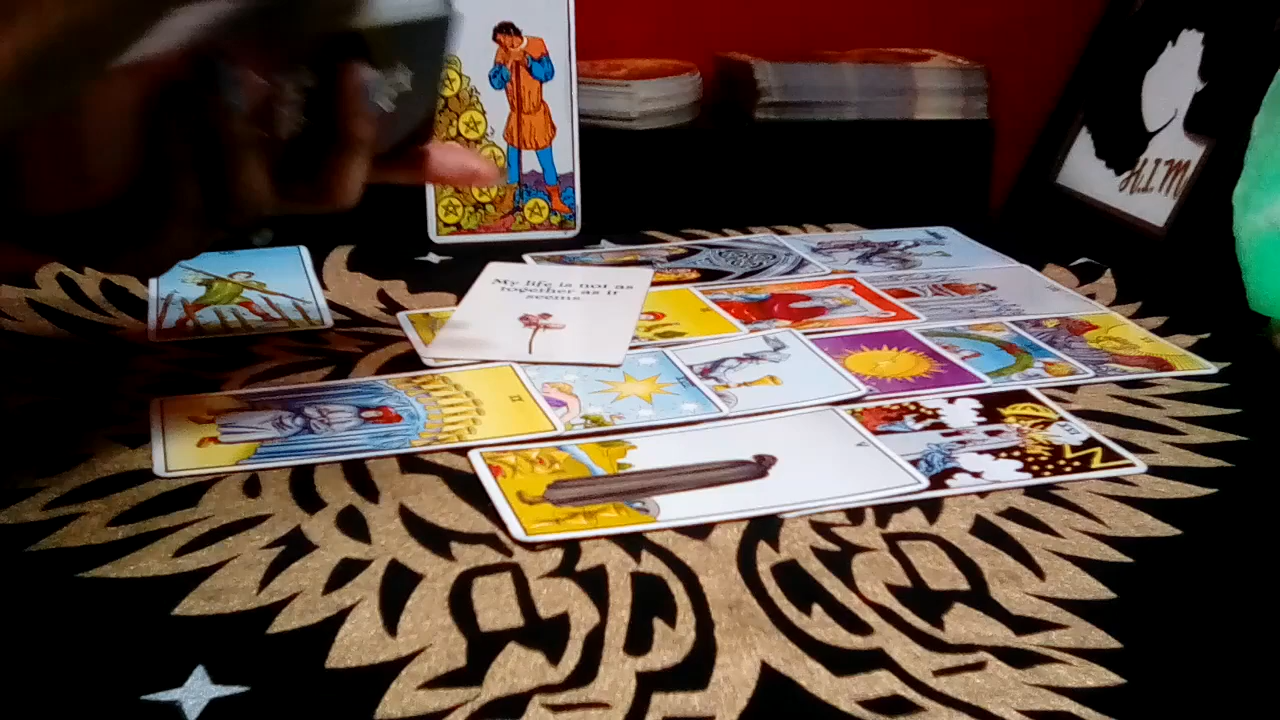 My life is not as
together as it
seems.
H.I.M